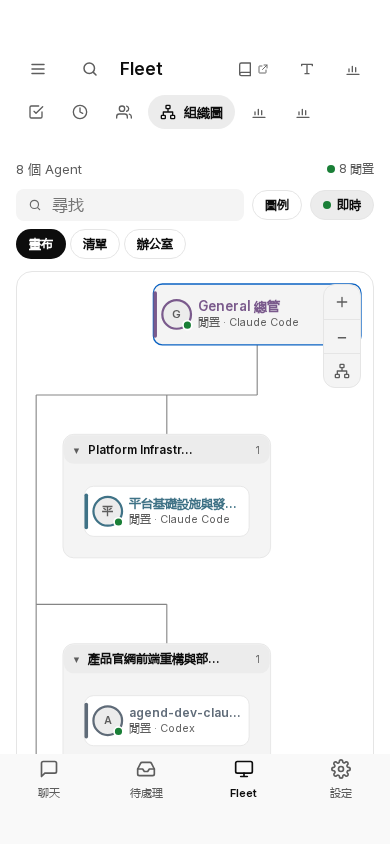 Fleet
組織圖
8 個 Agent
8 閒置
尋找
圖例
即時
畫布
清單
辦公室
G
General 總管
閒置 · Claude Code
Platform Infrastr...
1
平
平台基礎設施與發...
閒置 · Claude Code
產品官網前端重構與部...
1
A
agend-dev-clau...
閒置 · Codex
聊天
待處理
Fleet
設定